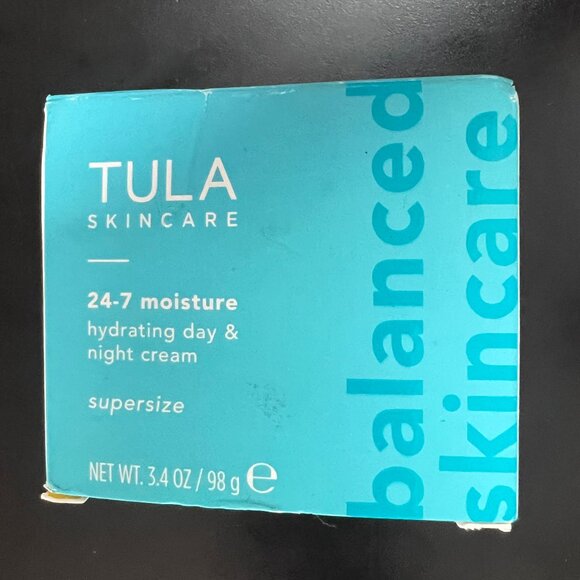 TULA
SKINCARE
24-7 moisture
hydrating day &
night cream
supersize
NET WT. 3.4 OZ / 98 g ℮
balanced
skincare